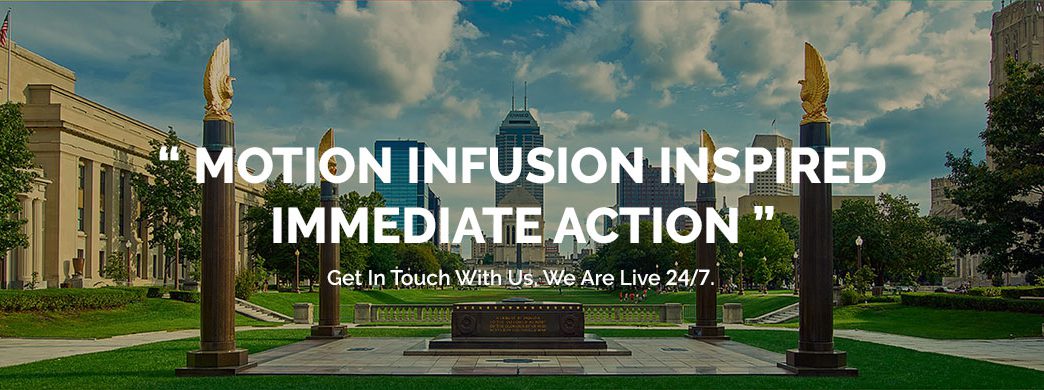 “ MOTION INFUSION INSPIRED
IMMEDIATE ACTION ”
Get In Touch With Us. We Are Live 24/7.